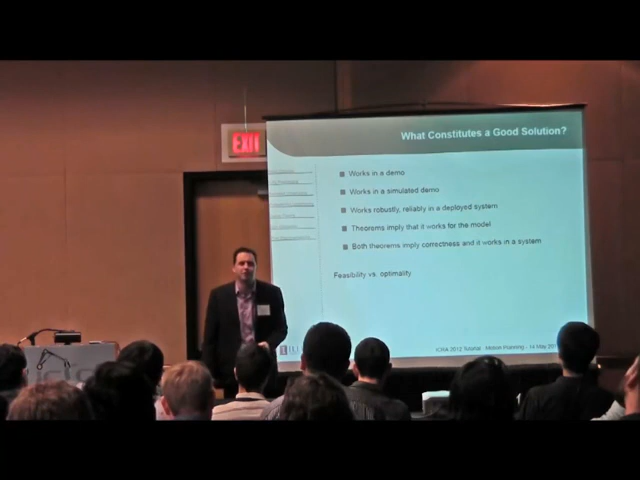 EXIT
What Constitutes a Good Solution?
Works in a demo
Works in a simulated demo
Works robustly, reliably in a deployed system
Theorems imply that it works for the model
Both theorems imply correctness and it works in a system
Feasibility vs. optimality
ICRA 2012 Tutorial - Motion Planning - 14 May